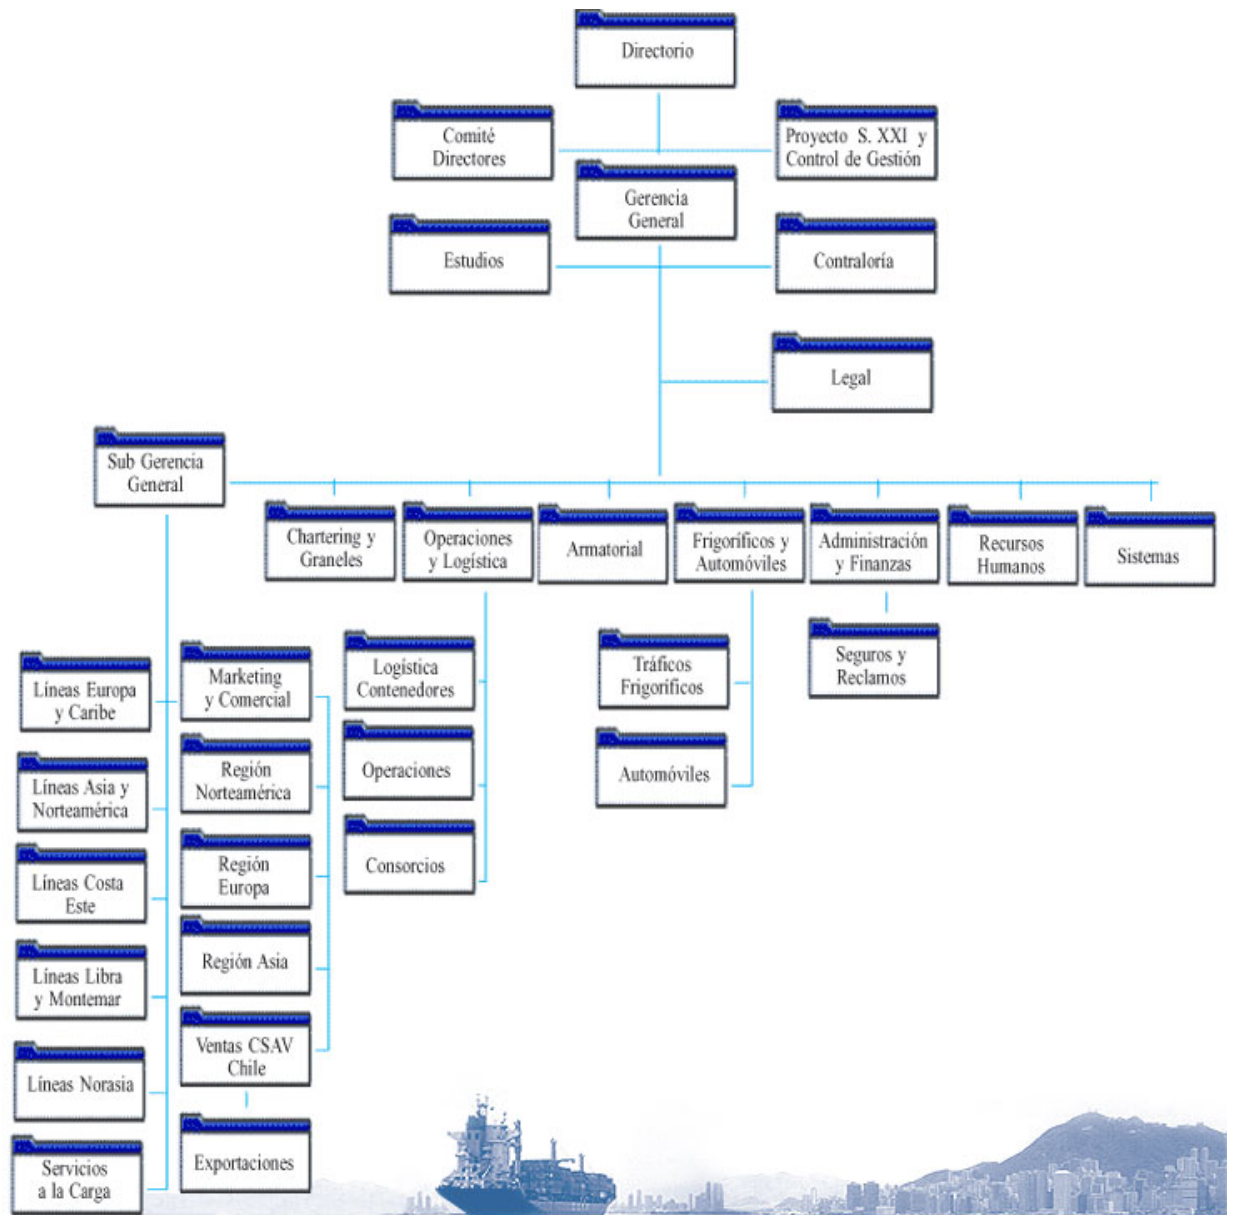 Directorio
Comité
Directores
Proyecto S. XXI y
Control de Gestión
Gerencia
General
Estudios
Contraloría
Legal
Sub Gerencia
General
Chartering y
Graneles
Operaciones
y Logística
Armatorial
Frigoríficos y
Automóviles
Administración
y Finanzas
Recursos
Humanos
Sistemas
Líneas Europa
y Caribe
Marketing
y Comercial
Logística
Contenedores
Tráficos
Frigoríficos
Seguros y
Reclamos
Líneas Asia y
Norteamérica
Región
Norteamérica
Operaciones
Automóviles
Líneas Costa
Este
Región
Europa
Consorcios
Líneas Libra
y Montemar
Región Asia
Líneas Norasia
Ventas CSAV
Chile
Servicios
a la Carga
Exportaciones